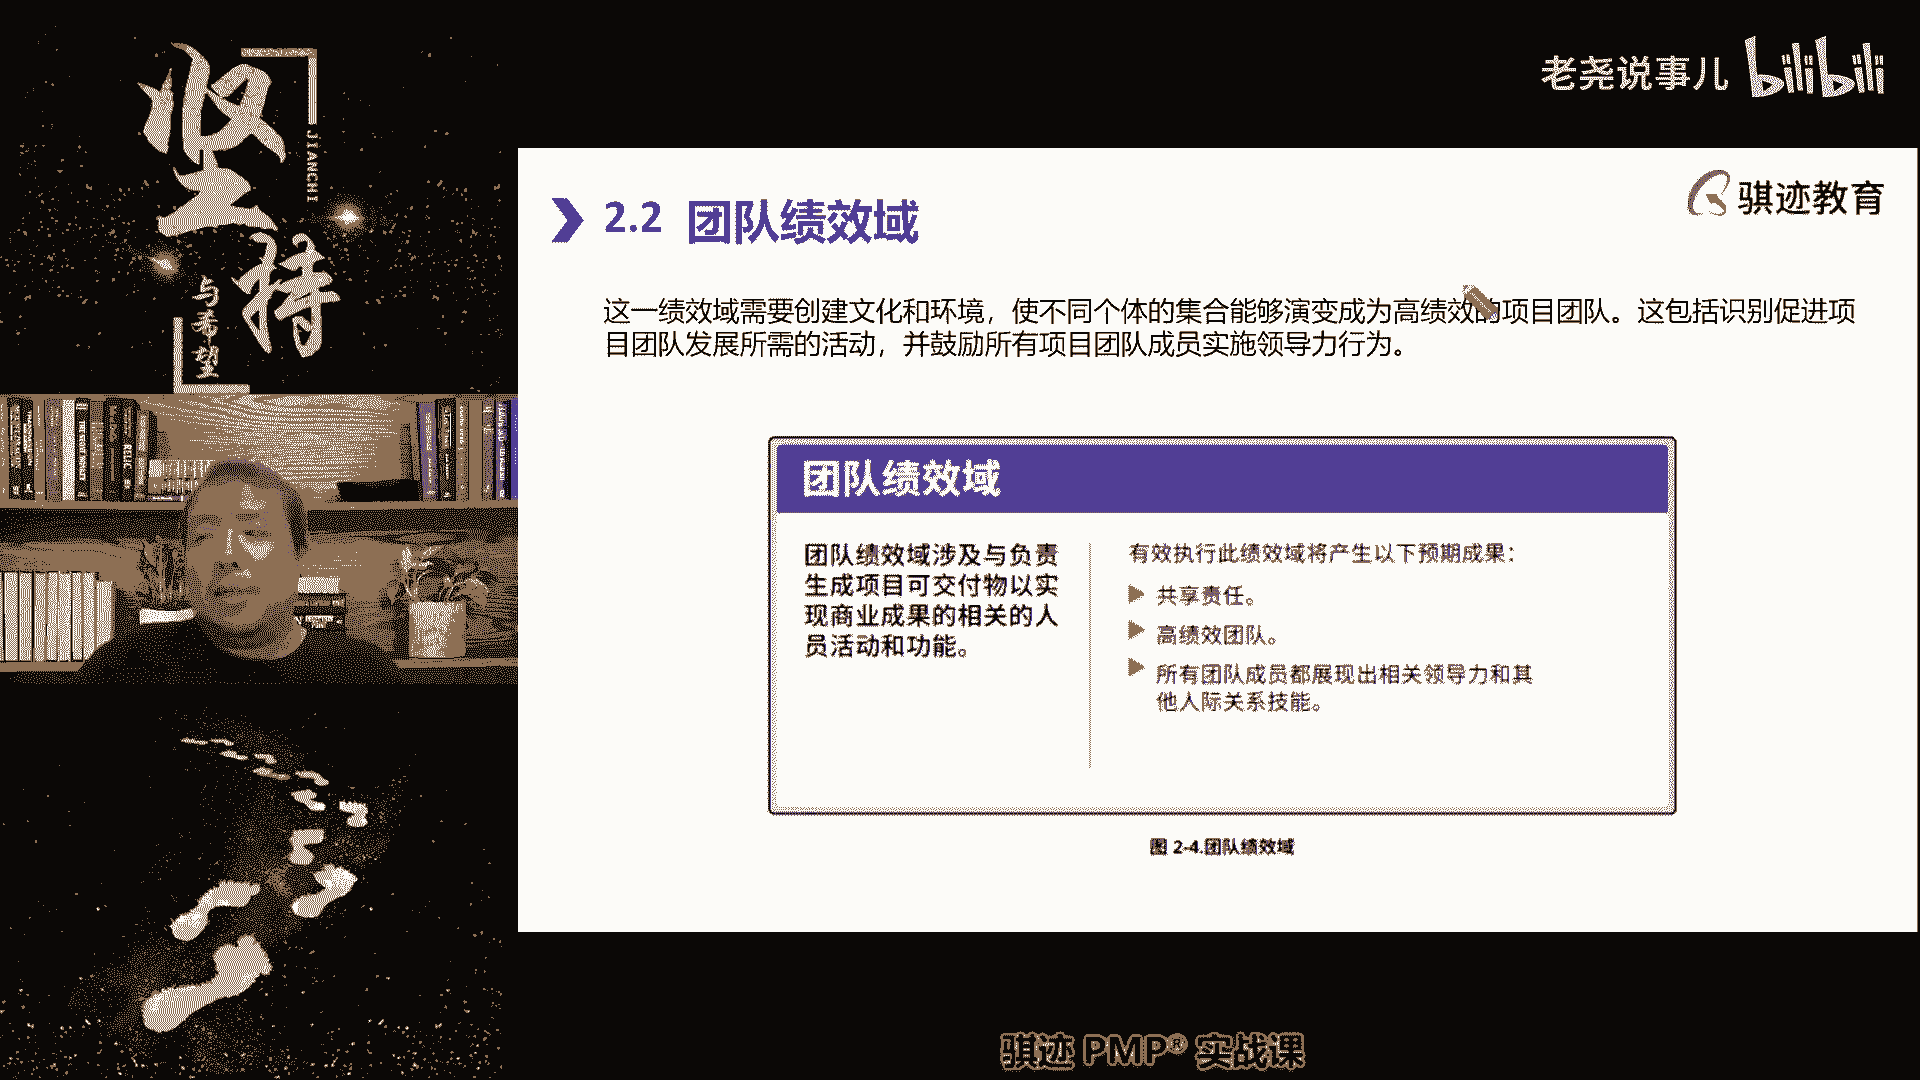 坚持
JIANCHI
与希望
老尧说事儿 bilibili
骐迹教育
2.2 团队绩效域
这一绩效域需要创建文化和环境，使不同个体的集合能够演变成为高绩效的项目团队。这包括识别促进项
目团队发展所需的活动，并鼓励所有项目团队成员实施领导力行为。
团队绩效域
团队绩效域涉及与负责
生成项目可交付物以实
现商业成果的相关的人
员活动和功能。
有效执行此绩效域将产生以下预期成果：
共享责任。
高绩效团队。
所有团队成员都展现出相关领导力和其
他人际关系技能。
图 2-4.团队绩效域
骐迹 PMP® 实战课